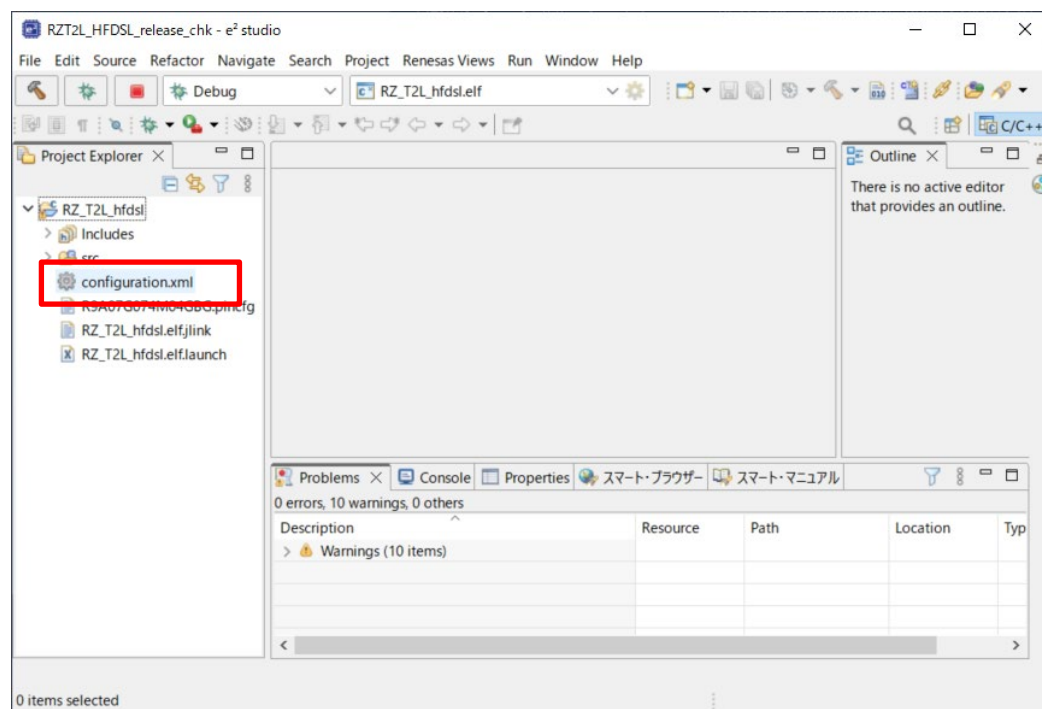 RZT2L_HFDSL_release_chk - e² studio
File Edit Source Refactor Navigate Search Project Renesas Views Run Window Help
Debug
RZ_T2L_hfdsl.elf
010
C/C++
Project Explorer
RZ_T2L_hfdsl
Includes
src
configuration.xml
R9A07G074M04GBG.pincfg
RZ_T2L_hfdsl.elf.jlink
RZ_T2L_hfdsl.elf.launch
Outline
There is no active editor
that provides an outline.
Problems Console Properties スマート・ブラウザー スマート・マニュアル
0 errors, 10 warnings, 0 others
Description Resource Path Location Typ
Warnings (10 items)
0 items selected